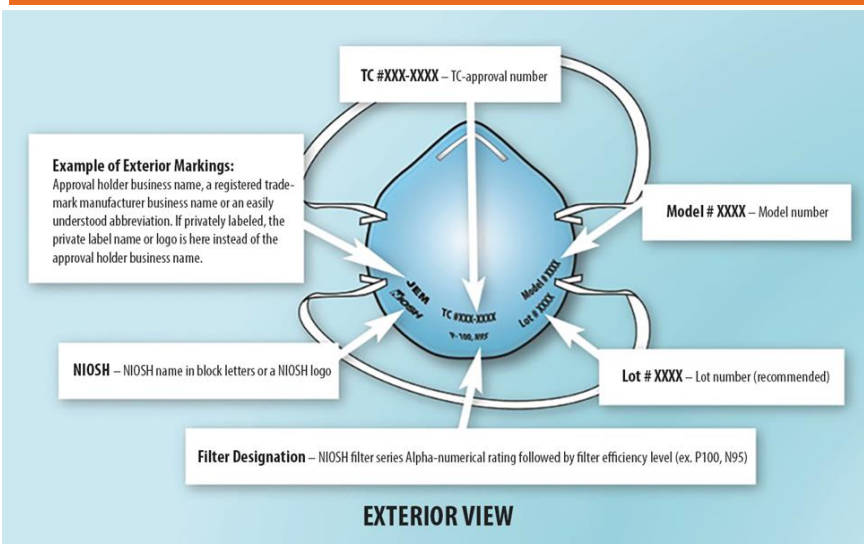 TC #XXX-XXXX – TC-approval number
Example of Exterior Markings:
Approval holder business name, a registered trade-
mark manufacturer business name or an easily
understood abbreviation. If privately labeled, the
private label name or logo is here instead of the
approval holder business name.
Model # XXXX – Model number
JEM
NIOSH
TC #XXX-XXXX
P-100, N95
Model # XXXX
Lot # XXXX
NIOSH – NIOSH name in block letters or a NIOSH logo
Lot # XXXX – Lot number (recommended)
Filter Designation – NIOSH filter series Alpha-numerical rating followed by filter efficiency level (ex. P100, N95)
EXTERIOR VIEW